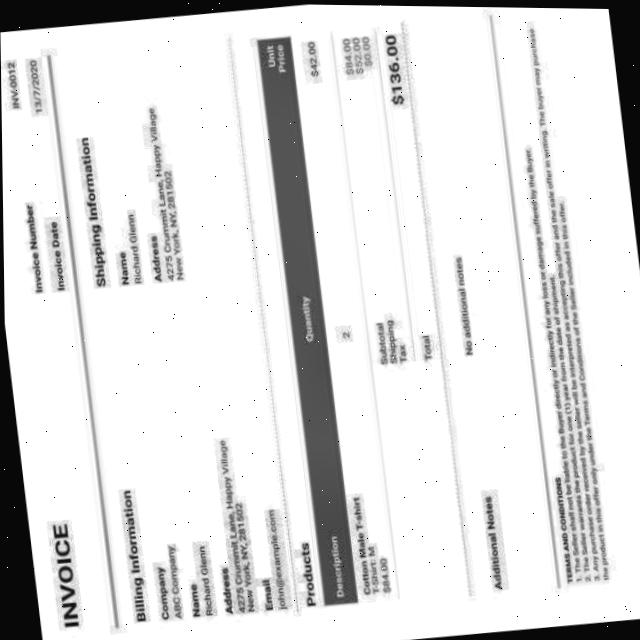 INVOICE
Invoice Number INV.0012
Invoice Date 13/7/2020
Billing Information
Company
ABC Company
Name
Richard Glenn
Address
4275 Crummit Lane, Happy Village
New York, NY, 281502
Email
john@example.com
Shipping Information
Name
Richard Glenn
Address
4275 Crummit Lane, Happy Village
New York, NY, 281502
Products
Description Quantity Unit Price
Cotton Male T-shirt 2 $42.00
T-Shirt: M
$84.00
Subtotal $84.00
Shipping $52.00
Tax $0.00
Total $136.00
Additional Notes No additional notes
TERMS AND CONDITIONS
1. The Seller shall not be liable to the Buyer directly or indirectly for any loss or damage suffered by the Buyer.
2. The Seller warrants the product for one (1) year from the date of shipment.
3. Any purchase order received by the seller will be interpreted as accepting this offer and the sale offer in writing. The buyer may purchase
the product in this offer only under the Terms and Conditions of the Seller included in this offer.